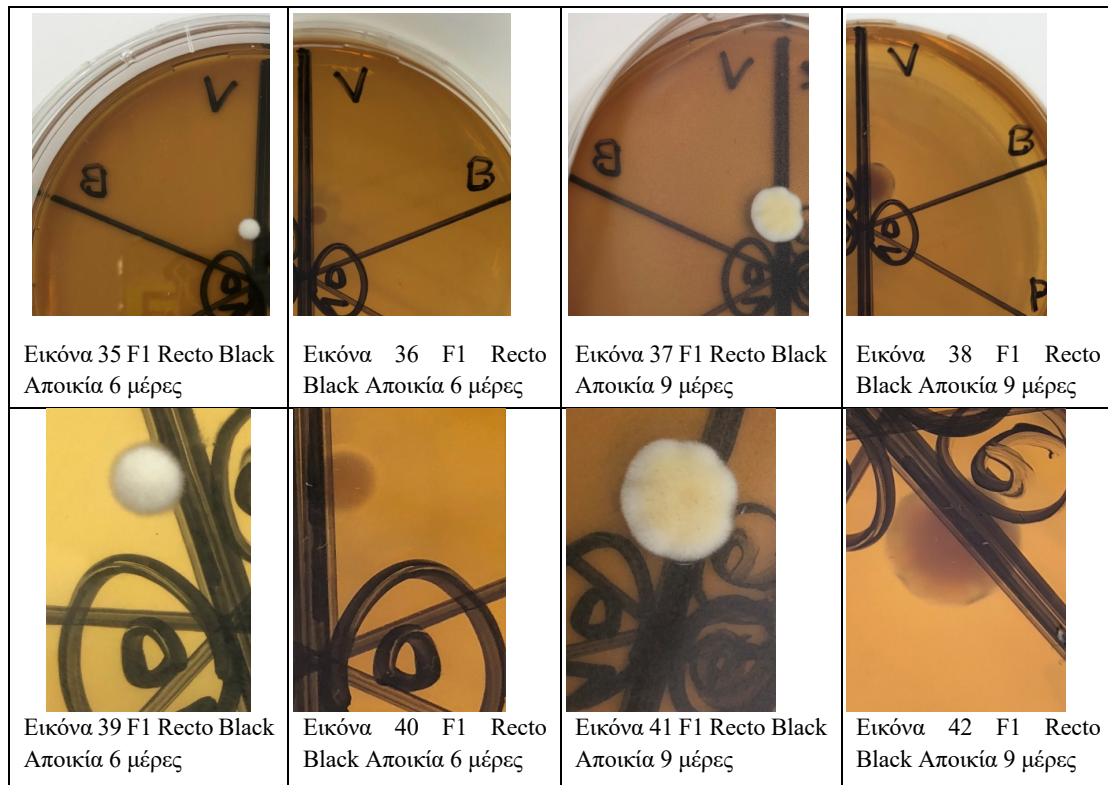 V
B
Εικόνα 35 F1 Recto Black
Αποικία 6 μέρες
V
B
Εικόνα 36 F1 Recto
Black Αποικία 6 μέρες
V
B
Εικόνα 37 F1 Recto Black
Αποικία 9 μέρες
V
B
P
Εικόνα 38 F1 Recto
Black Αποικία 9 μέρες
Εικόνα 39 F1 Recto Black
Αποικία 6 μέρες
Εικόνα 40 F1 Recto
Black Αποικία 6 μέρες
Εικόνα 41 F1 Recto Black
Αποικία 9 μέρες
Εικόνα 42 F1 Recto
Black Αποικία 9 μέρες